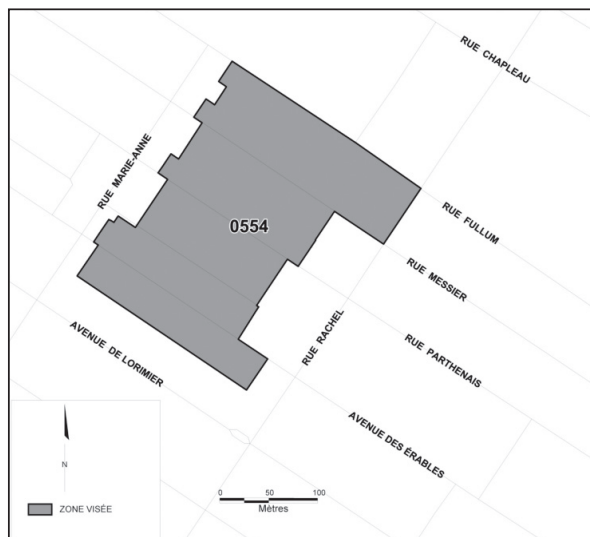 RUE CHAPLEAU
RUE MARIE-ANNE
0554
RUE FULLUM
RUE MESSIER
RUE RACHEL
RUE PARTHENAIS
AVENUE DE LORIMIER
AVENUE DES ÉRABLES
N
ZONE VISÉE
0 50 100
Mètres